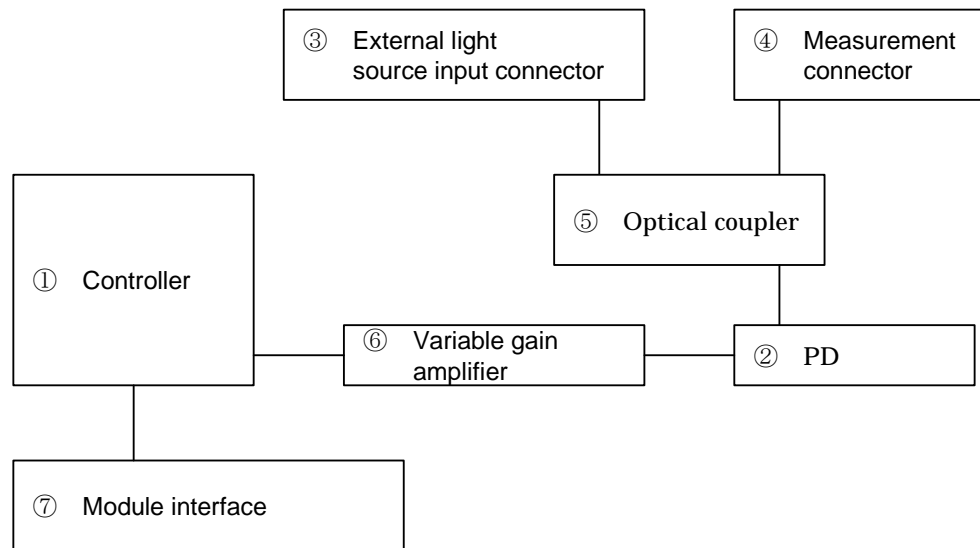 ③ External light
source input connector
④ Measurement
connector
⑤ Optical coupler
① Controller
⑥ Variable gain
amplifier
② PD
⑦ Module interface